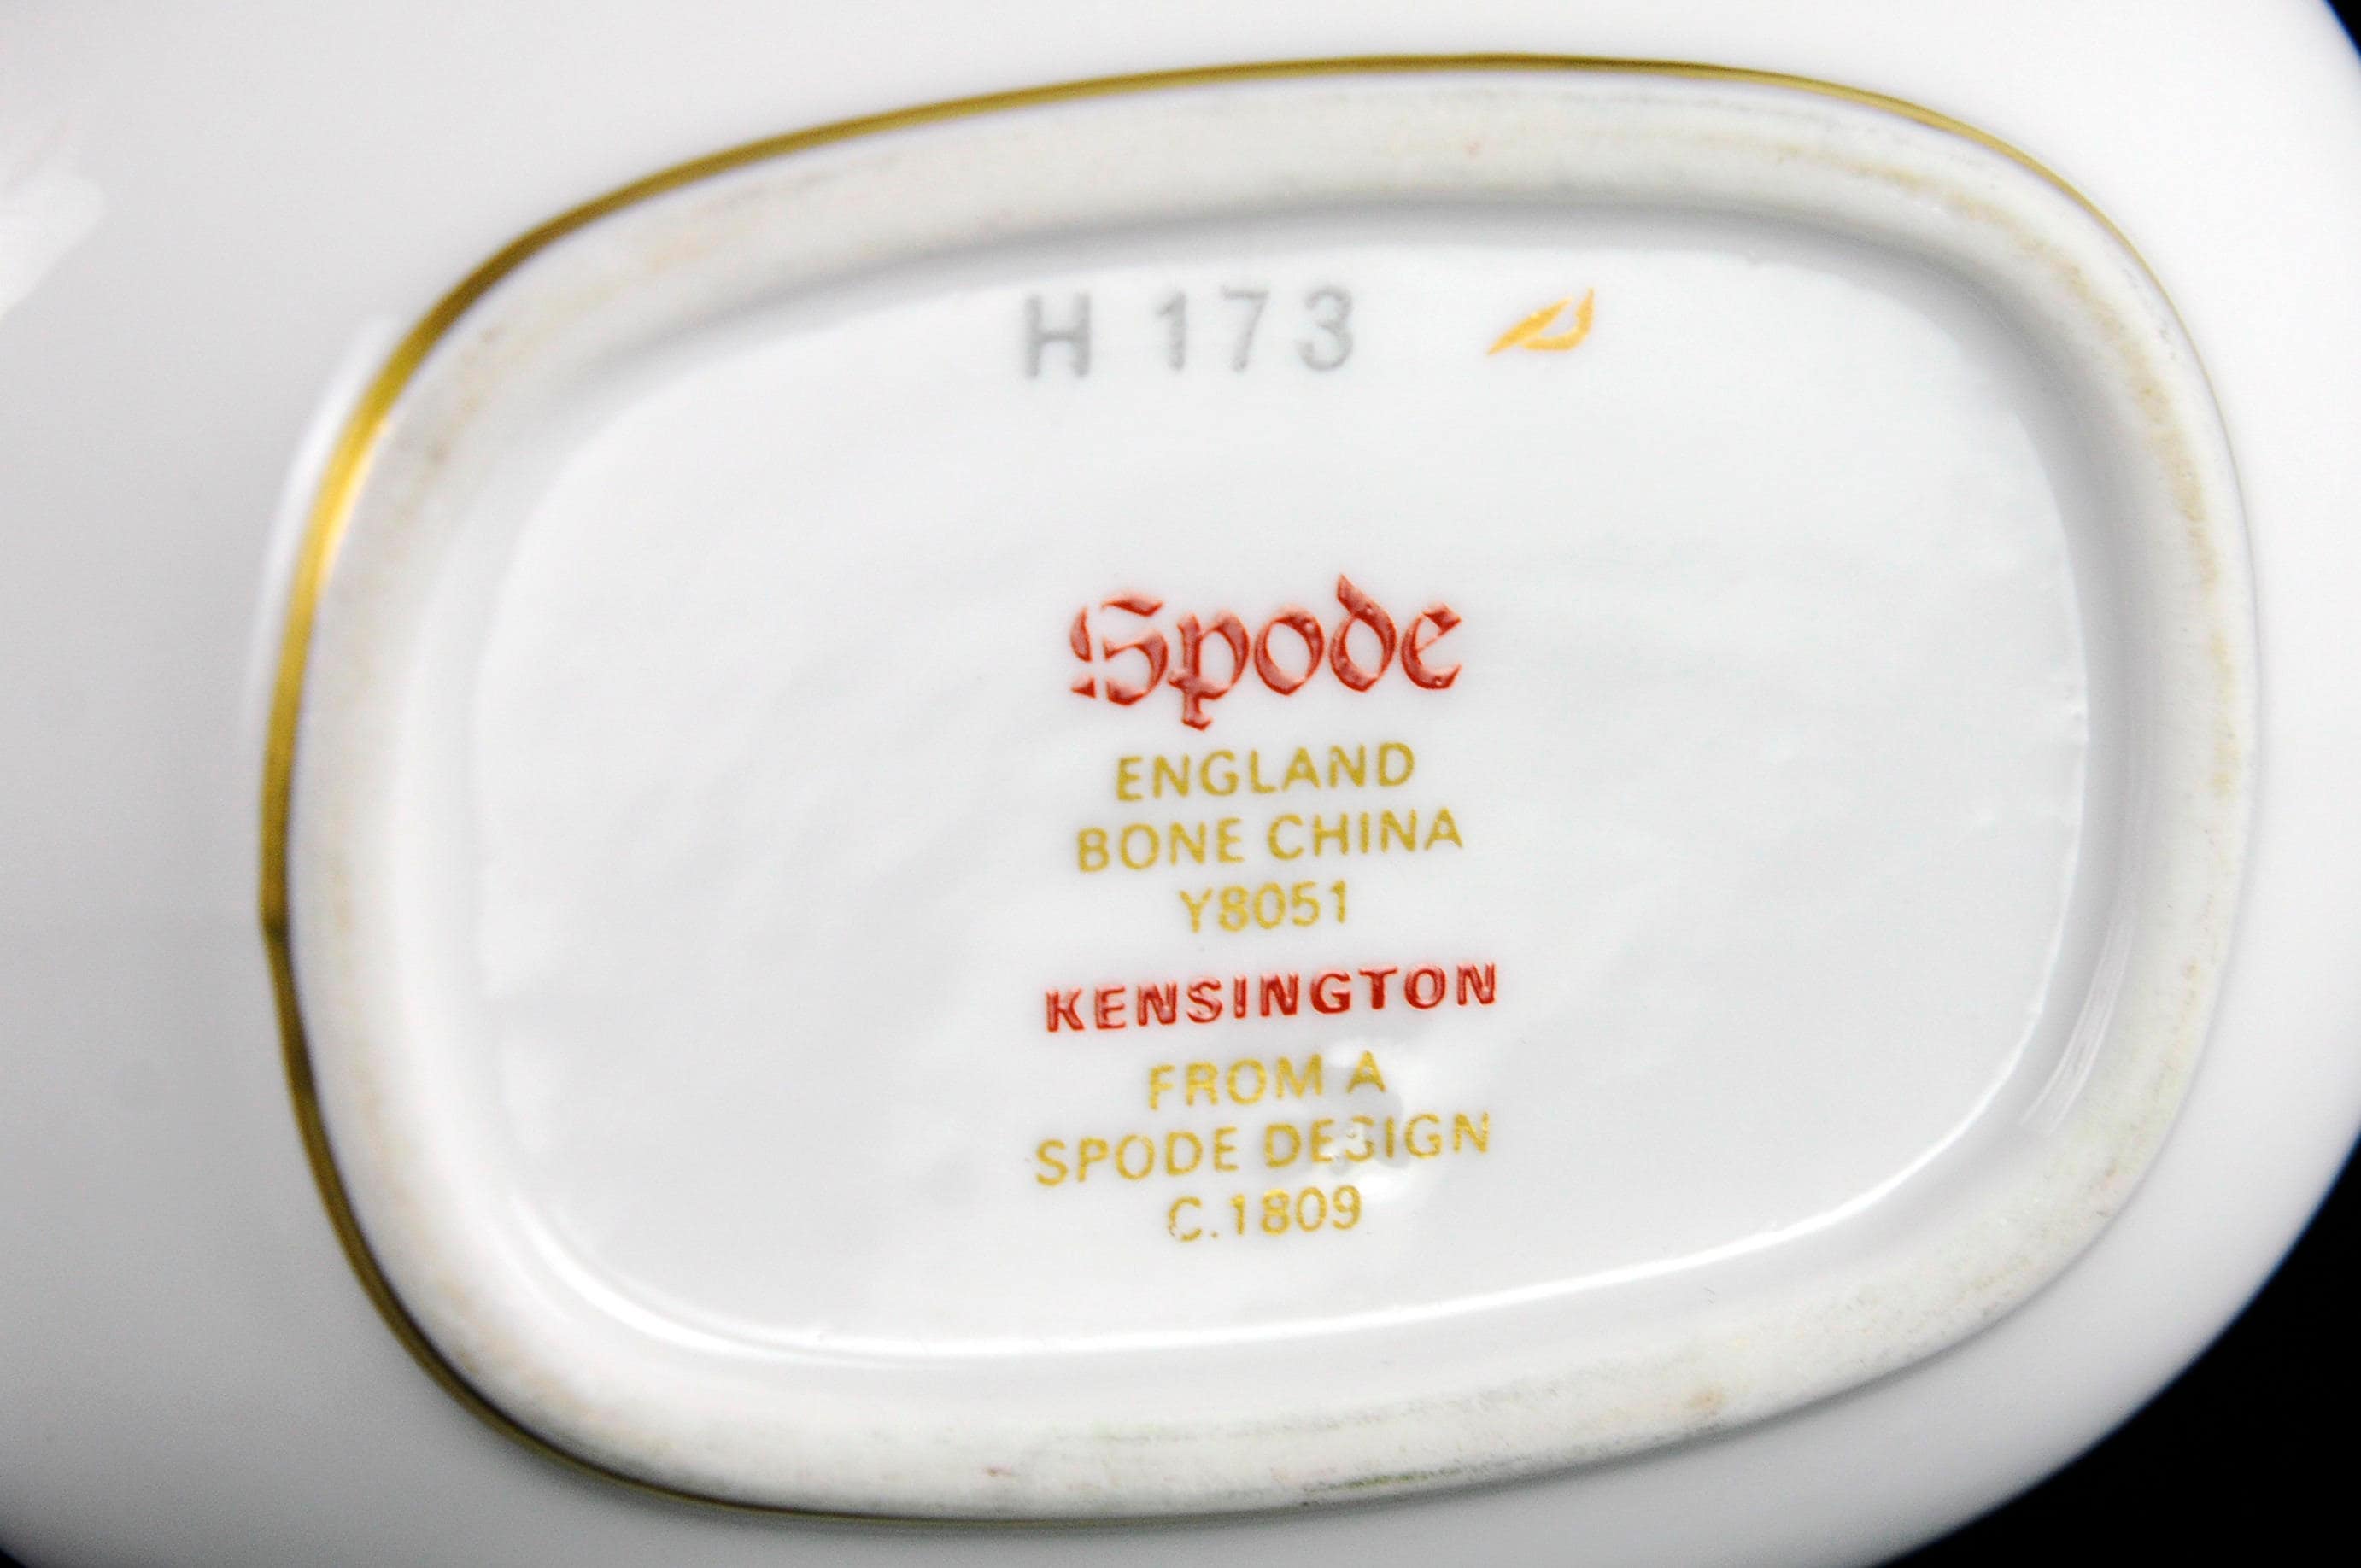 H 173
Spode
ENGLAND
BONE CHINA
Y8051
KENSINGTON
FROM A
SPODE DESIGN
C.1809